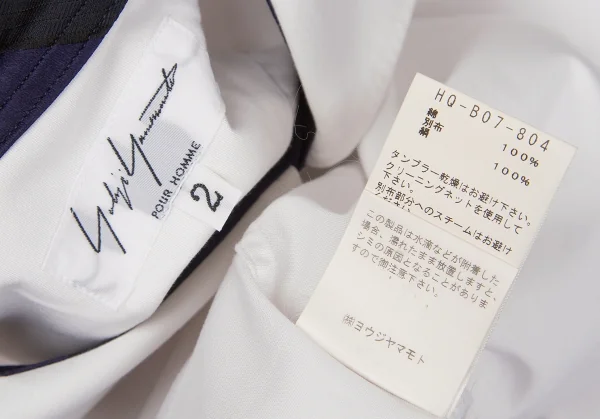 Yohji Yamamoto
POUR HOMME
2
HQ-B07-804
綿 100%
別布
絹 100%
タンブラー乾燥はお避け下さい。
クリーニングネットを使用して
下さい。
別布部分へのスチームはお避け
ください。
この製品は水滴などが附着した
場合、濡れたまま放置しますと、
シミの原因となることがありま
すので御注意下さい。
㈱ヨウジヤマモト